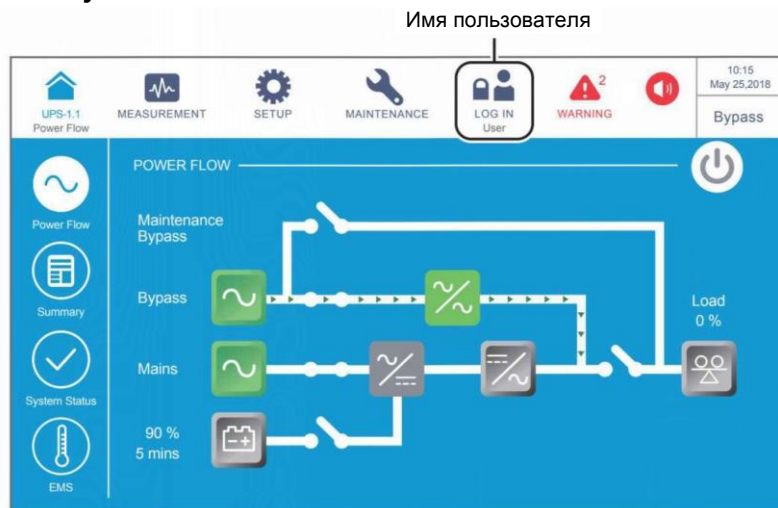 Имя пользователя
UPS-1.1
Power Flow
MEASUREMENT
SETUP
MAINTENANCE
LOG IN
User
WARNING
2
10:15
May 25,2018
Bypass
POWER FLOW
Power Flow
Summary
System Status
EMS
Maintenance
Bypass
Bypass
Mains
90 %
5 mins
Load
0 %